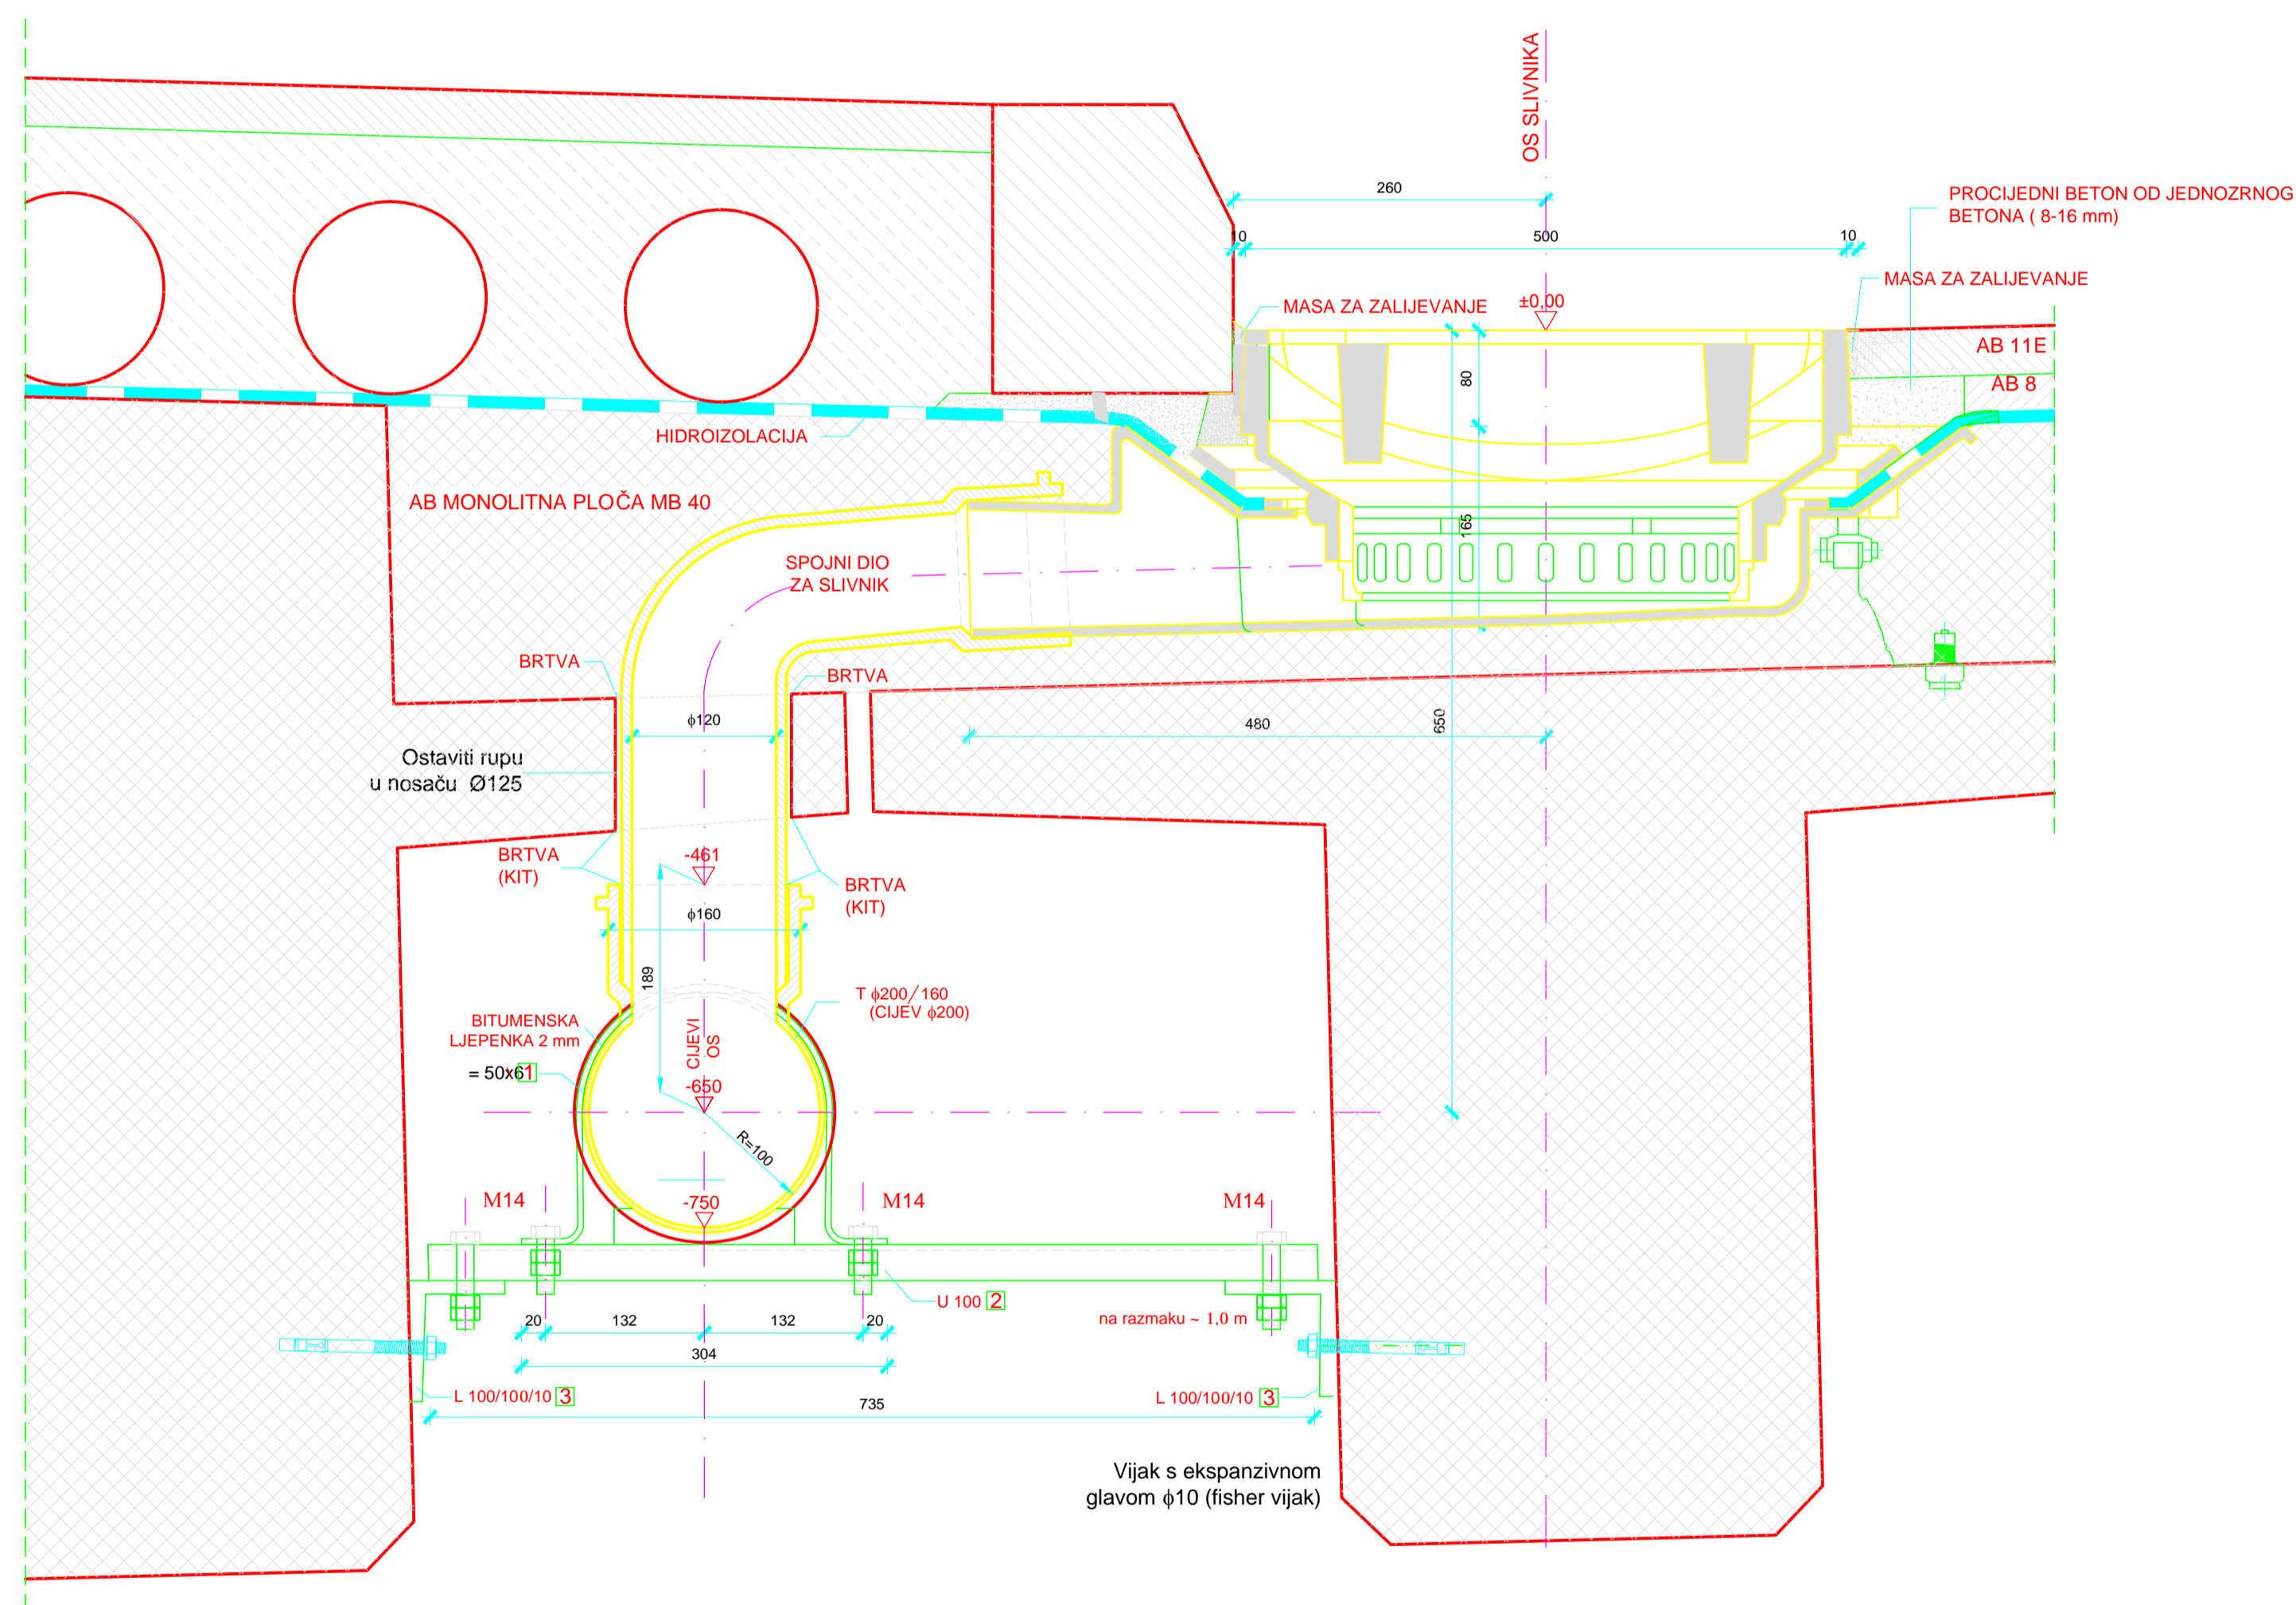 OS SLIVNIKA
260
PROCIJEDNI BETON OD JEDNOZRNOG
BETONA ( 8-16 mm)
10
500
10
MASA ZA ZALIJEVANJE
MASA ZA ZALIJEVANJE
±0,00
AB 11E
AB 8
80
HIDROIZOLACIJA
AB MONOLITNA PLOČA MB 40
165
SPOJNI DIO
ZA SLIVNIK
BRTVA
BRTVA
ϕ120
480
650
Ostaviti rupu
u nosaču Ø125
BRTVA
(KIT)
-461
BRTVA
(KIT)
ϕ160
189
T ϕ200/160
(CIJEV ϕ200)
BITUMENSKA
LJEPENKA 2 mm
CIJEVI
OS
= 50x6 1
-650
R=100
M14
-750
M14
M14
U 100 2
na razmaku ~ 1,0 m
20
132
132
20
304
L 100/100/10 3
L 100/100/10 3
735
Vijak s ekspanzivnom
glavom ϕ10 (fisher vijak)